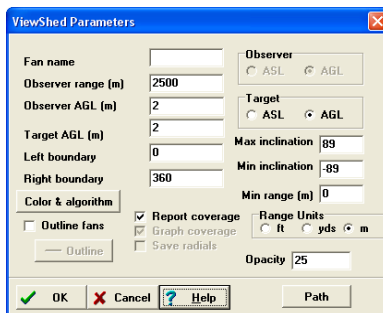 ViewShed Parameters
Fan name
Observer range (m) 2500
Observer AGL (m) 2
Target AGL (m) 2
Left boundary 0
Right boundary 360
Observer
ASL AGL
Target
ASL AGL
Max inclination 89
Min inclination -89
Min range (m) 0
Color & algorithm
Outline fans
Outline
Report coverage
Graph coverage
Save radials
Range Units
ft yds m
Opacity 25
OK Cancel Help Path